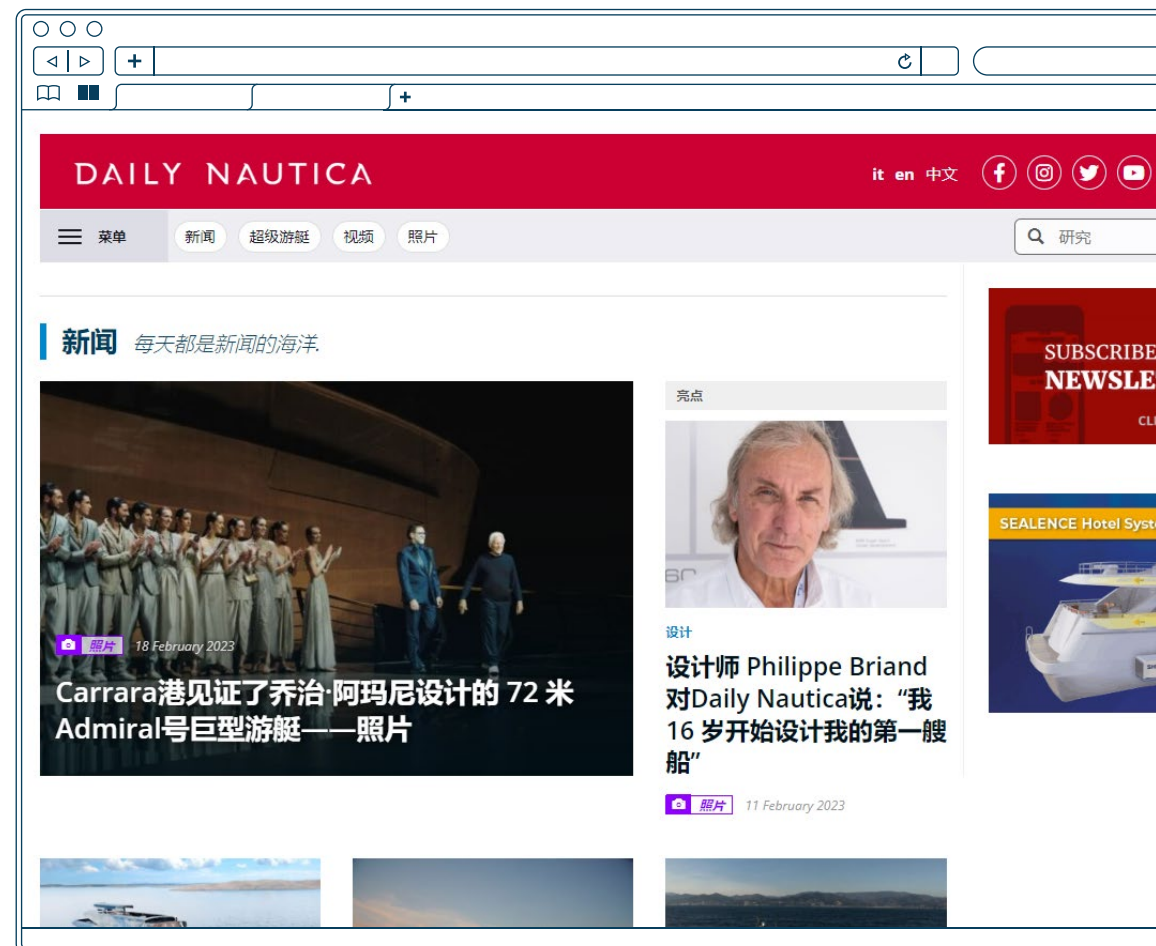 DAILY NAUTICA
it en 中文
菜单
新闻 超级游艇 视频 照片
研究
新闻 每天都是新闻的海洋.
SUBSCRIBE
NEWSLE
CLI
亮点
SEALENCE Hotel Syste
照片 18 February 2023
Carrara港见证了乔治·阿玛尼设计的 72 米
Admiral号巨型游艇——照片
设计
设计师 Philippe Briand
对Daily Nautica说：“我
16 岁开始设计我的第一艘
船”
照片 11 February 2023